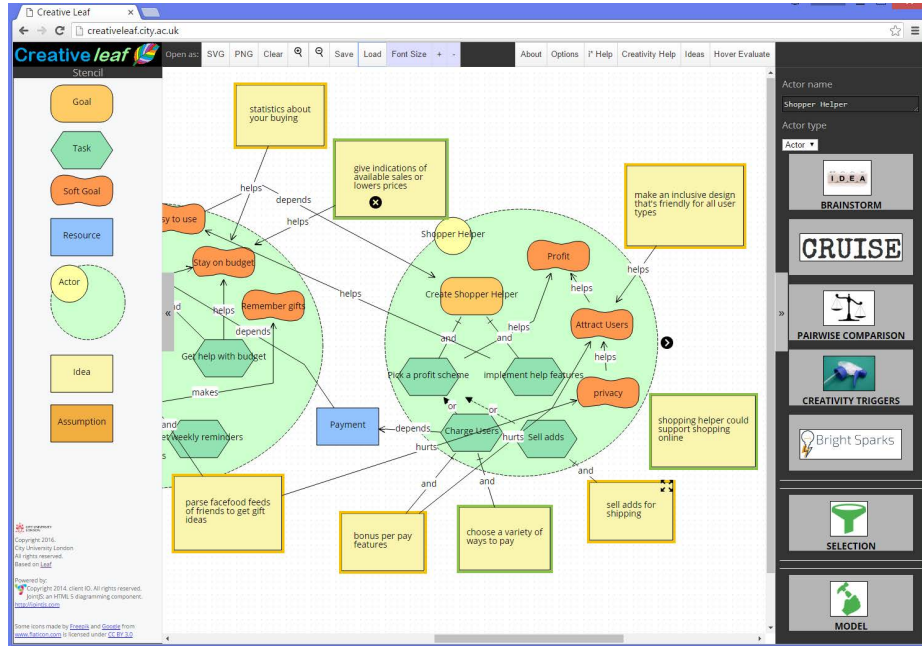 Creative Leaf
creativeleaf.city.ac.uk
Creative leaf
Open as:
SVG
PNG
Clear
Save
Load
Font Size
+
-
About
Options
i* Help
Creativity Help
Ideas
Hover Evaluate
Stencil
Goal
Task
Soft Goal
Resource
Actor
Idea
Assumption
CITY UNIVERSITY
LONDON
Copyright 2016.
City University London
All rights reserved.
Based on Leaf
Powered by:
Copyright 2014. client IO. All rights reserved.
JointJS: an HTML 5 diagramming component.
http://jointjs.com
Some icons made by Freepik and Google from
www.flaticon.com is licensed under CC BY 3.0
statistics about
your buying
give indications of
available sales or
lowers prices
make an inclusive design
that's friendly for all user
types
helps
depends
helps
sy to use
Stay on budget
Shopper Helper
Profit
helps
Create Shopper Helper
helps
helps
Remember gifts
helps
depends
Attract Users
helps
and
and
helps
Get help with budget
Pick a profit scheme
implement help features
privacy
makes
or
or
Payment
depends
Charge Users
hurts
Sell adds
and
et weekly reminders
hurts
shopping helper could
support shopping
online
and
and
and
parse facefood feeds
of friends to get gift
ideas
bonus per pay
features
choose a variety of
ways to pay
sell adds for
shipping
Actor name
Shopper Helper
Actor type
Actor
IDEA
BRAINSTORM
CRUISE
PAIRWISE COMPARISON
CREATIVITY TRIGGERS
Bright Sparks
SELECTION
MODEL